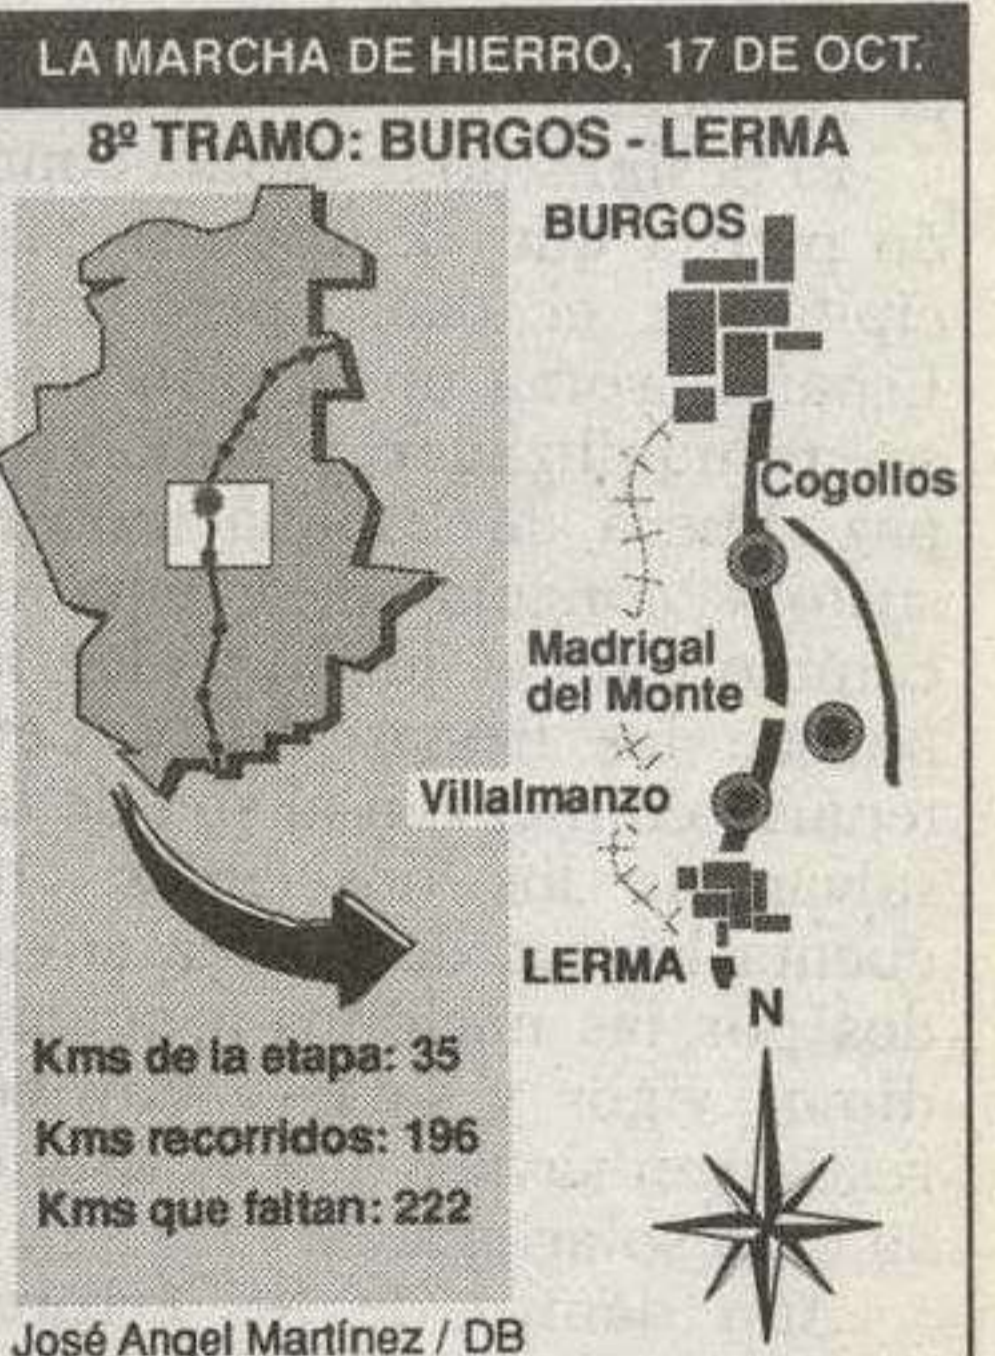 LA MARCHA DE HIERRO, 17 DE OCT.
8º TRAMO: BURGOS - LERMA
BURGOS
Cogollos
Madrigal
del Monte
Villalmanzo
LERMA
N
Kms de la etapa: 35
Kms recorridos: 196
Kms que faltan: 222
José Angel Martínez / DB